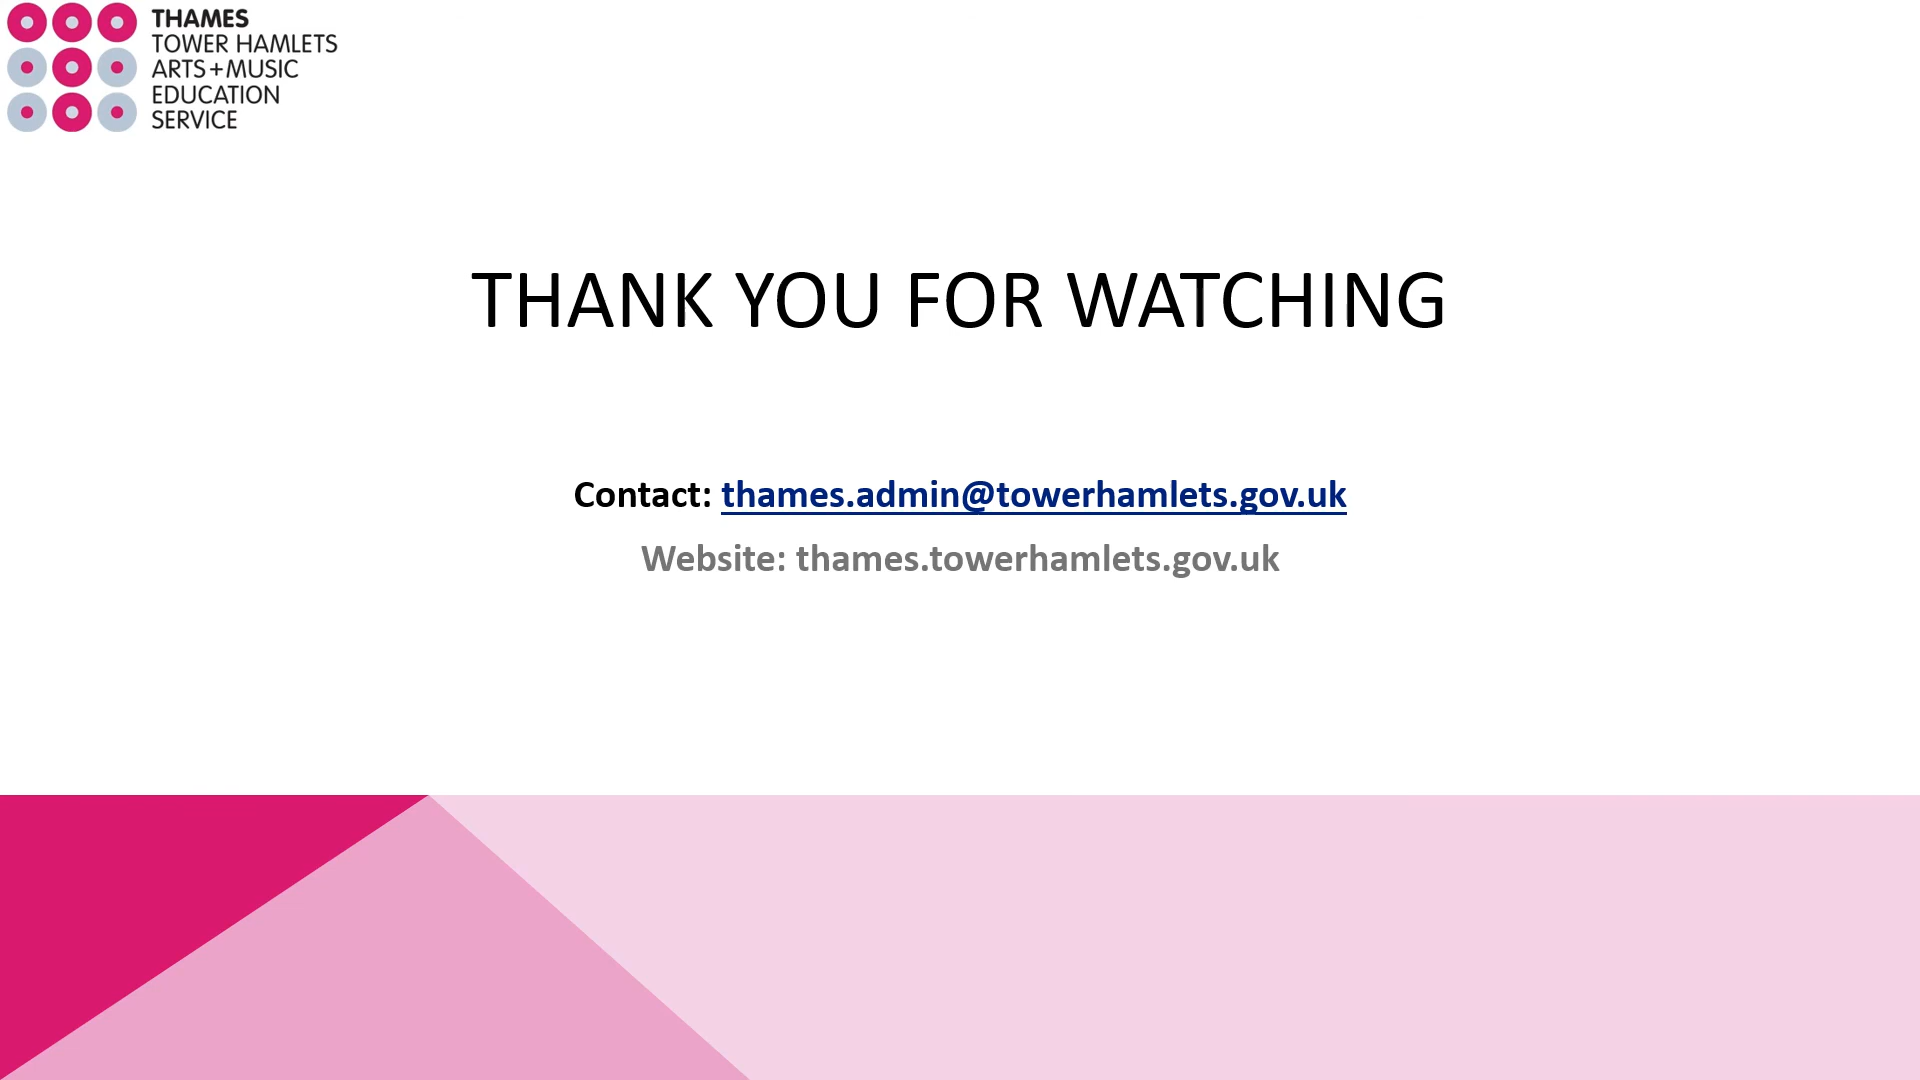 THAMES
TOWER HAMLETS
ARTS+MUSIC
EDUCATION
SERVICE
THANK YOU FOR WATCHING
Contact: thames.admin@towerhamlets.gov.uk
Website: thames.towerhamlets.gov.uk